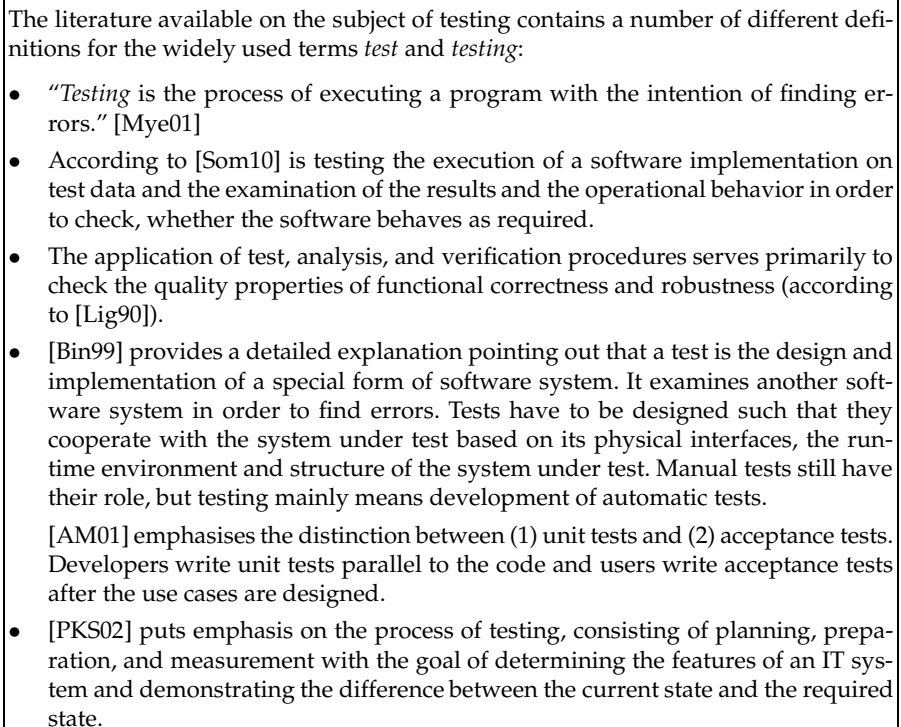 The literature available on the subject of testing contains a number of different defi-
nitions for the widely used terms test and testing:
• “Testing is the process of executing a program with the intention of finding er-
rors.” [Mye01]
• According to [Som10] is testing the execution of a software implementation on
test data and the examination of the results and the operational behavior in order
to check, whether the software behaves as required.
• The application of test, analysis, and verification procedures serves primarily to
check the quality properties of functional correctness and robustness (according
to [Lig90]).
• [Bin99] provides a detailed explanation pointing out that a test is the design and
implementation of a special form of software system. It examines another soft-
ware system in order to find errors. Tests have to be designed such that they
cooperate with the system under test based on its physical interfaces, the run-
time environment and structure of the system under test. Manual tests still have
their role, but testing mainly means development of automatic tests.
[AM01] emphasises the distinction between (1) unit tests and (2) acceptance tests.
Developers write unit tests parallel to the code and users write acceptance tests
after the use cases are designed.
• [PKS02] puts emphasis on the process of testing, consisting of planning, prepa-
ration, and measurement with the goal of determining the features of an IT sys-
tem and demonstrating the difference between the current state and the required
state.